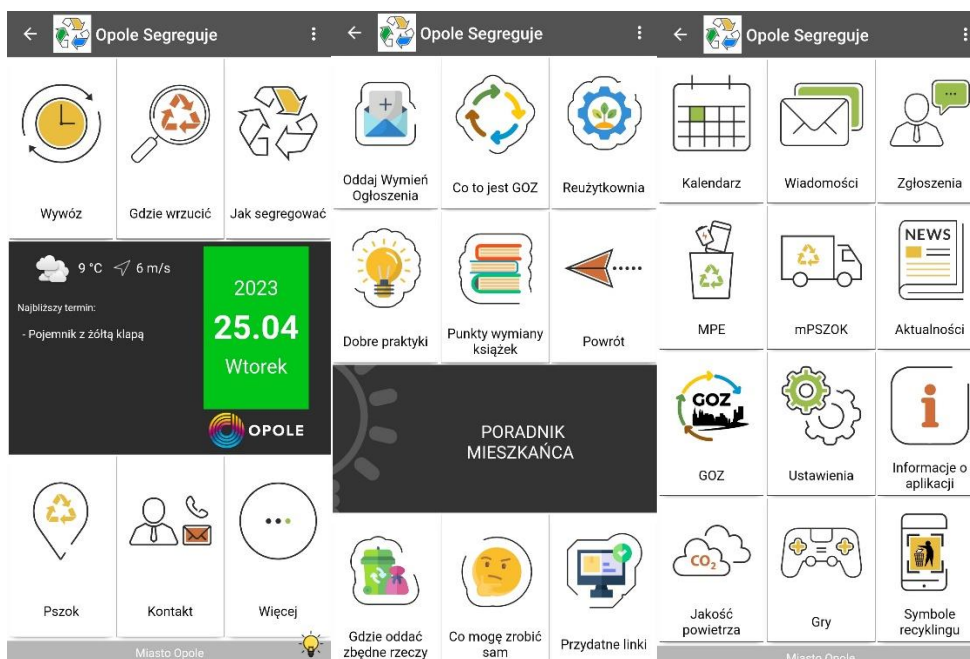 Opole Segreguje
Wywóz
Gdzie wrzucić
Jak segregować
9 °C
6 m/s
Najbliższy termin:
- Pojemnik z żółtą klapą
2023
25.04
Wtorek
OPOLE
Pszok
Kontakt
Więcej
Miasto Opole
Opole Segreguje
Oddaj Wymień
Ogłoszenia
Co to jest GOZ
Reużytkownia
Dobre praktyki
Punkty wymiany
książek
Powrót
PORADNIK
MIESZKAŃCA
Gdzie oddać
zbędne rzeczy
Co mogę zrobić
sam
Przydatne linki
Opole Segreguje
Kalendarz
Wiadomości
Zgłoszenia
NEWS
MPE
mPSZOK
Aktualności
GOZ
GOZ
Ustawienia
Informacje o
aplikacji
CO₂
Jakość
powietrza
Gry
Symbole
recyklingu
Miasto Opole